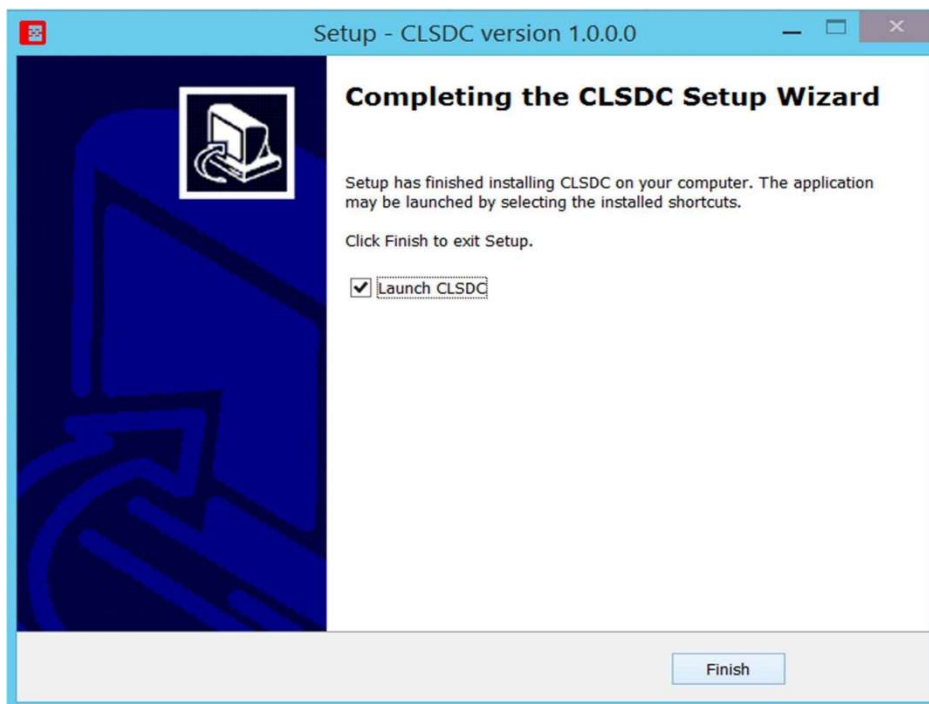 Setup - CLSDC version 1.0.0.0
Completing the CLSDC Setup Wizard
Setup has finished installing CLSDC on your computer. The application
may be launched by selecting the installed shortcuts.
Click Finish to exit Setup.
Launch CLSDC
Finish